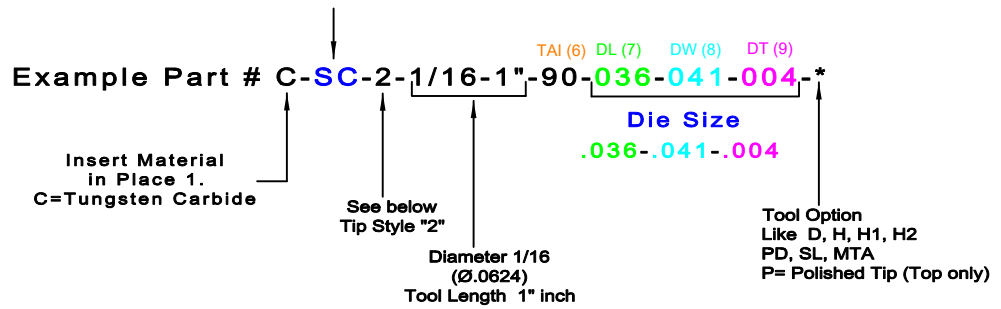 TAI (6) DL (7) DW (8) DT (9)
Example Part # C-SC-2-1/16-1"-90-036-041-004-*
Die Size
.036-.041-.004
Insert Material
in Place 1.
C=Tungsten Carbide
See below
Tip Style "2"
Diameter 1/16
(Ø.0624)
Tool Length 1" inch
Tool Option
Like D, H, H1, H2
PD, SL, MTA
P= Polished Tip (Top only)